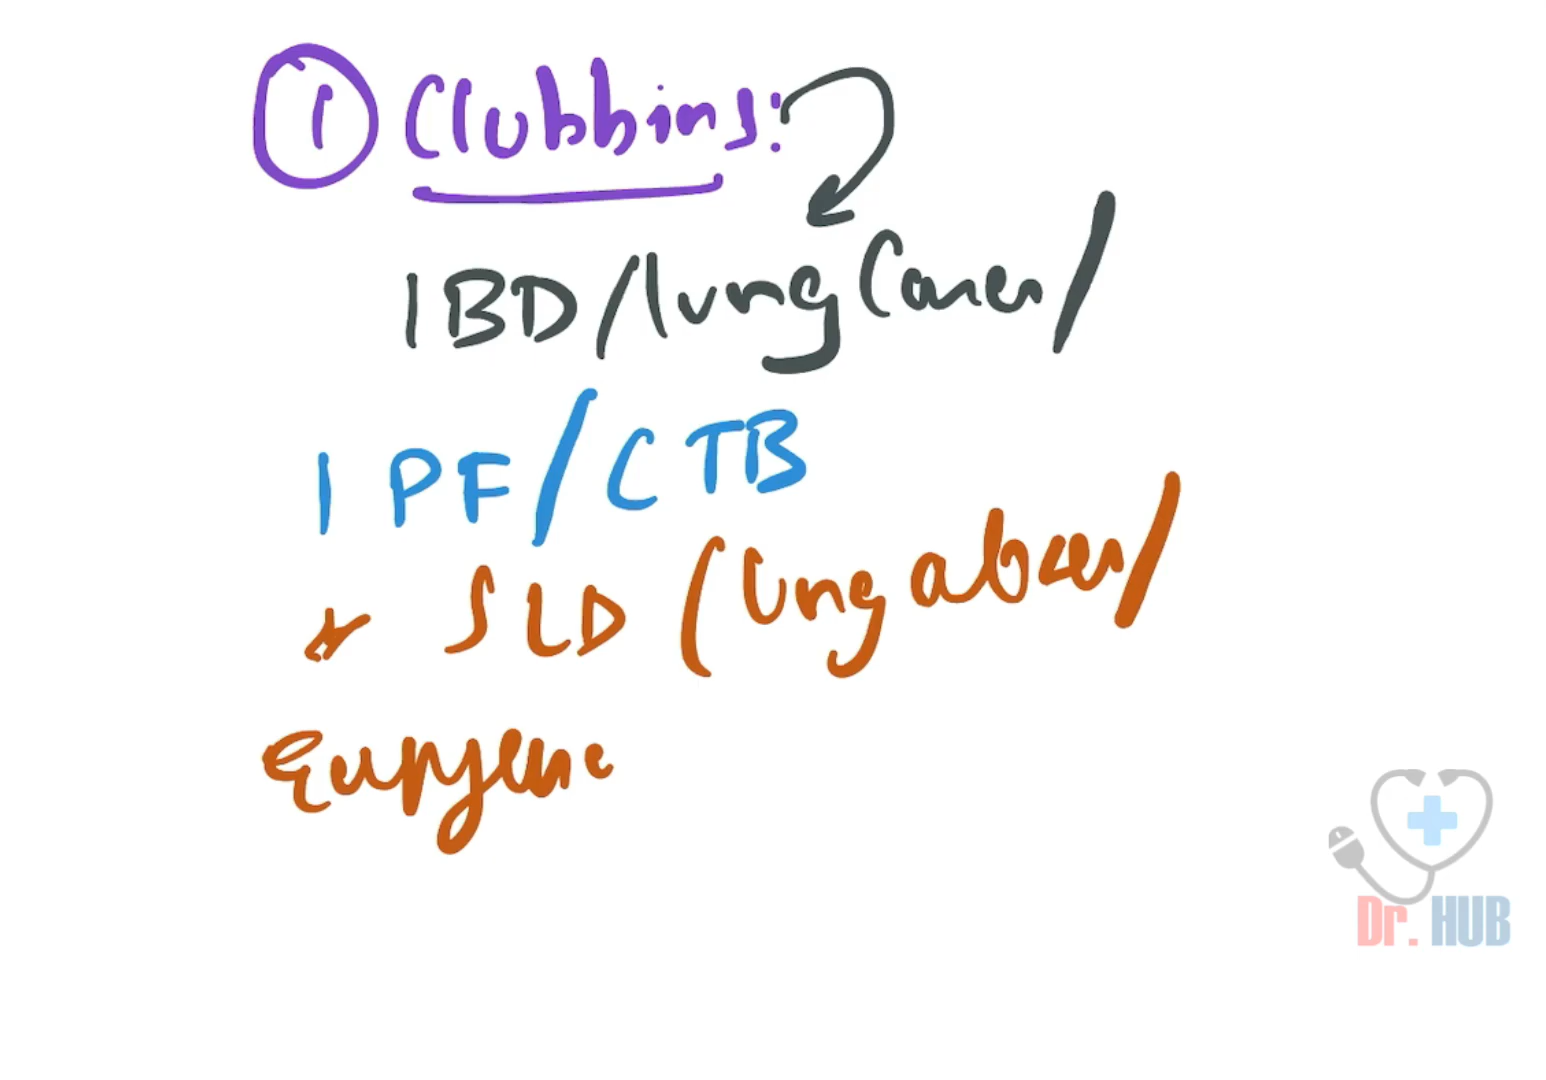 ① Clubbing:
IBD/lung Cancer/
IPF/CTB
* SLD (lung abcess/
Empyema
Dr. HUB